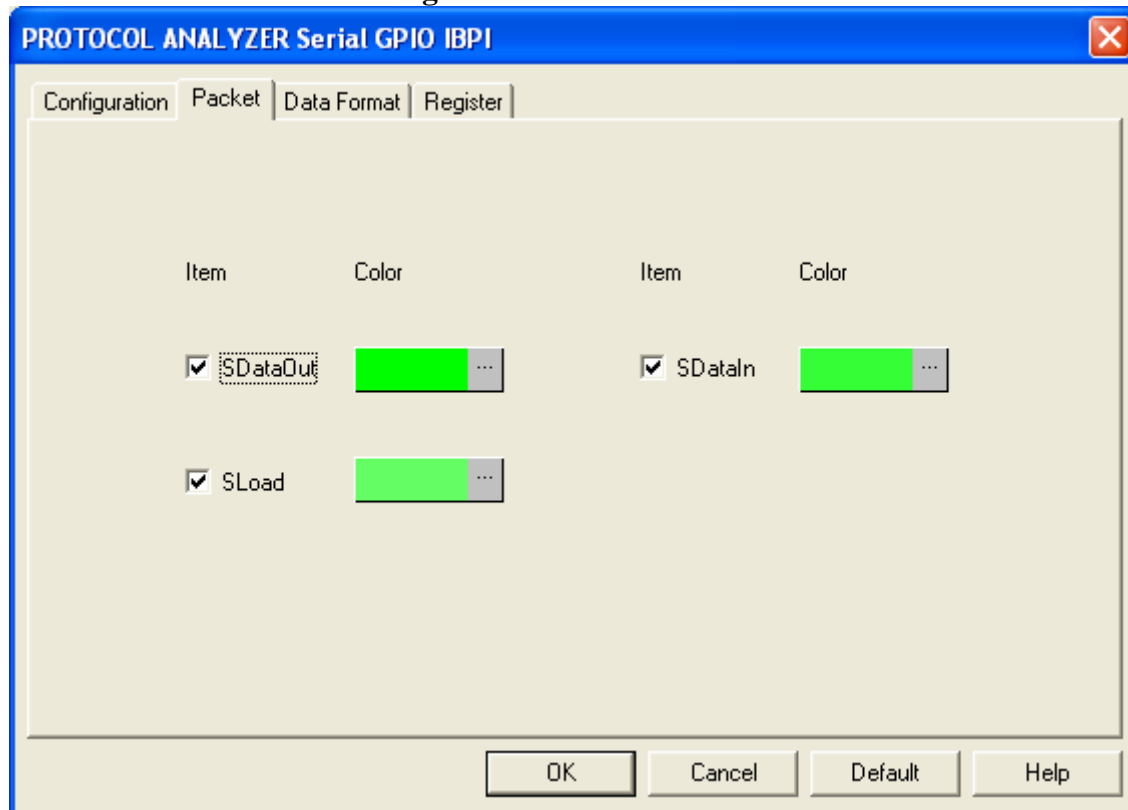 PROTOCOL ANALYZER Serial GPIO IBPI
Configuration Packet Data Format Register
Item Color Item Color
SDataOut ... SDataIn ...
SLoad ...
OK Cancel Default Help